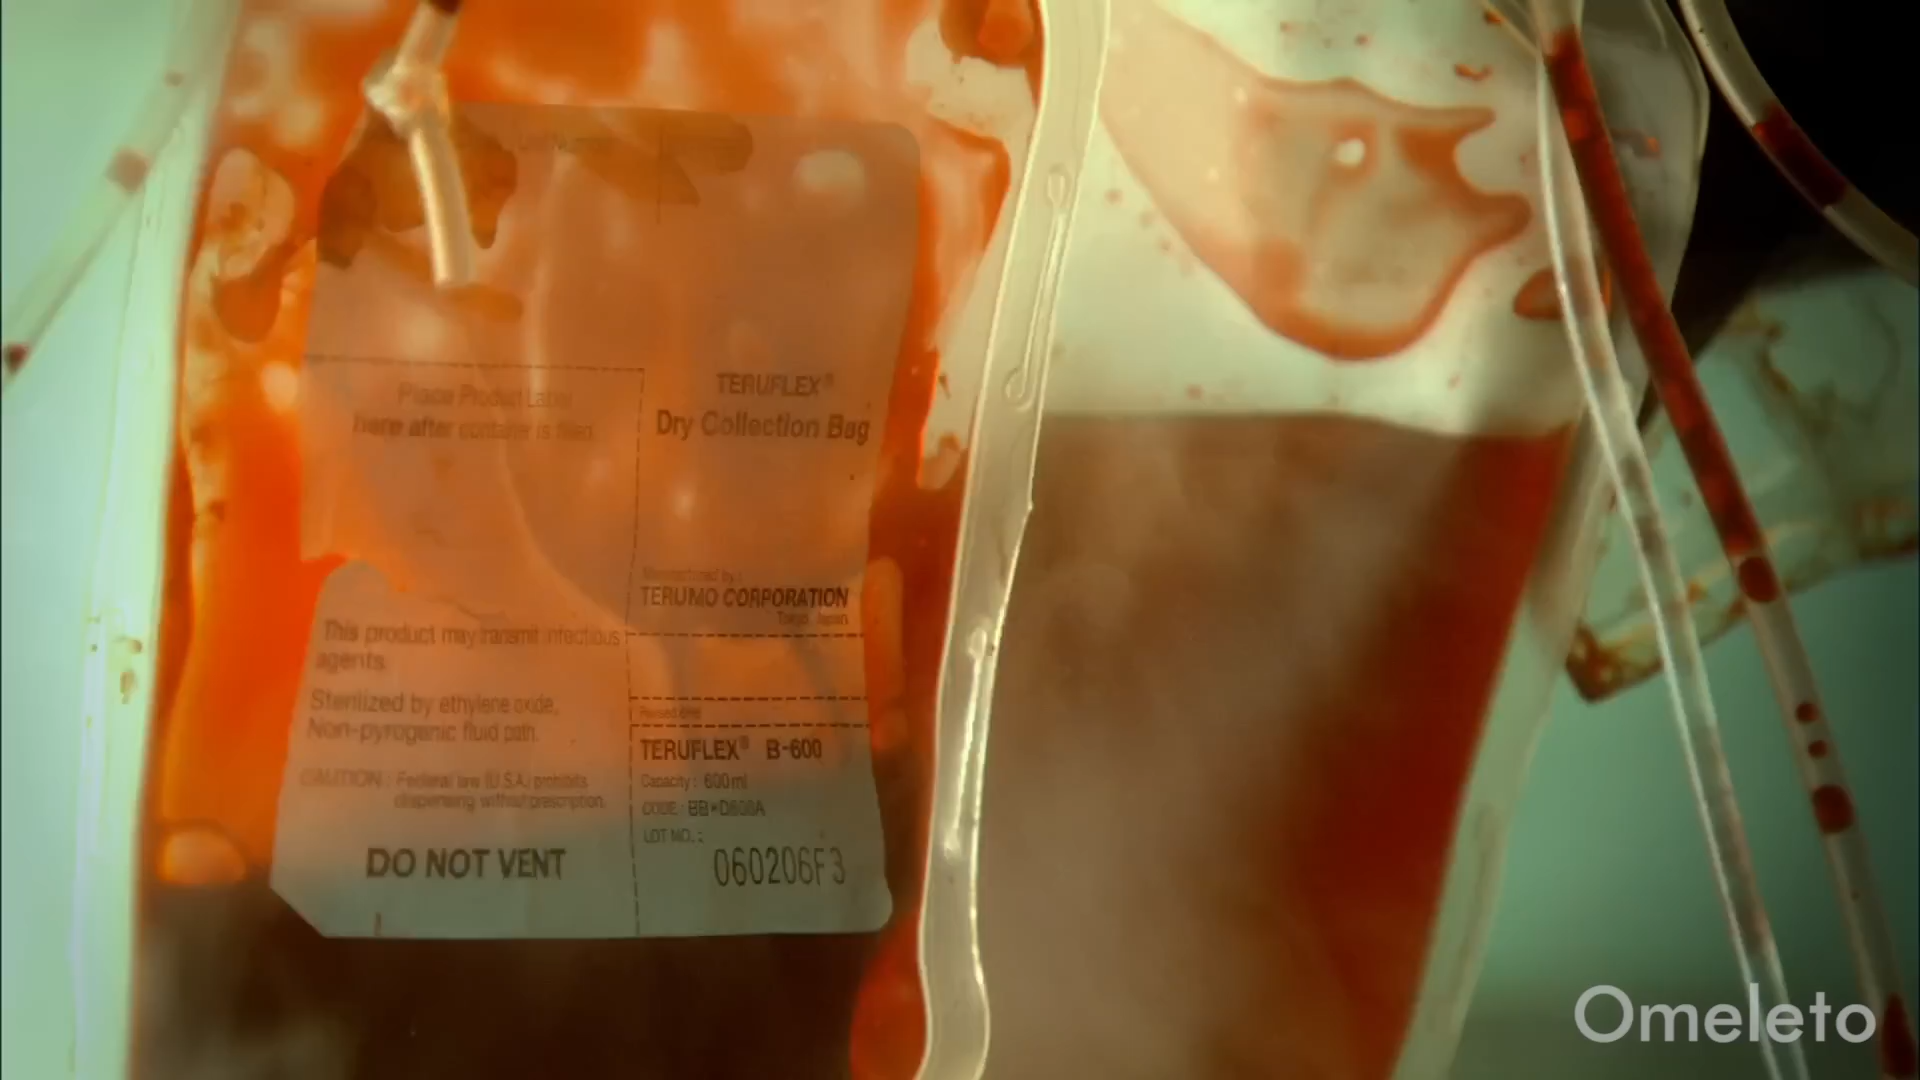 Place Product Label
here after container is filled
TERUFLEX®
Dry Collection Bag
Manufactured by:
TERUMO CORPORATION
Tokyo, Japan
This product may transmit infectious
agents.
Sterilized by ethylene oxide,
Non-pyrogenic fluid path.
CAUTION: Federal law (U.S.A.) prohibits
dispensing without prescription.
DO NOT VENT
TERUFLEX® B-600
Capacity: 600ml
CODE:
LOT NO.:
060206F3
Omeleto